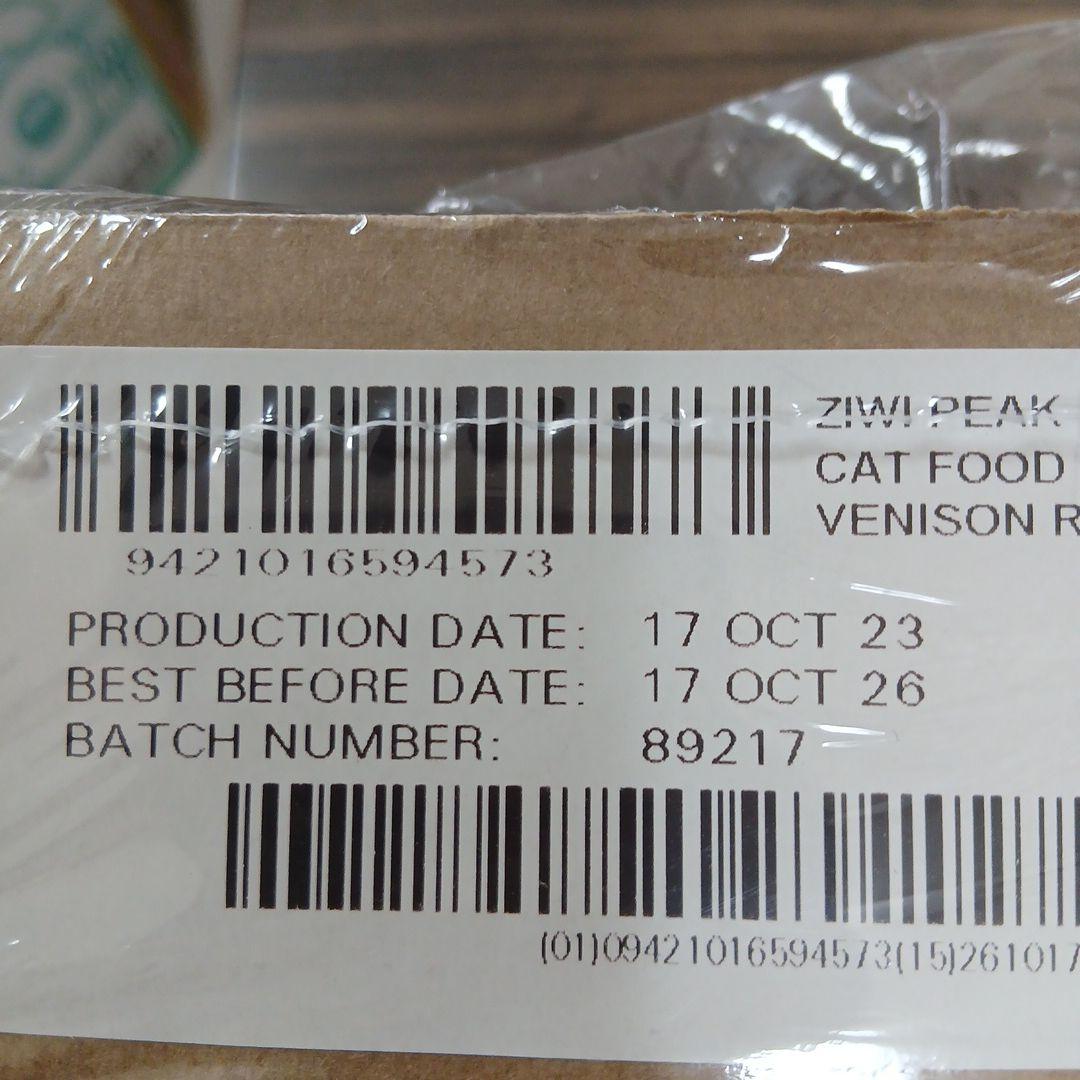 ZIWI PEAK
CAT FOOD
VENISON R
9421016594573
PRODUCTION DATE: 17 OCT 23
BEST BEFORE DATE: 17 OCT 26
BATCH NUMBER: 89217
(01)09421016594573(15)261017